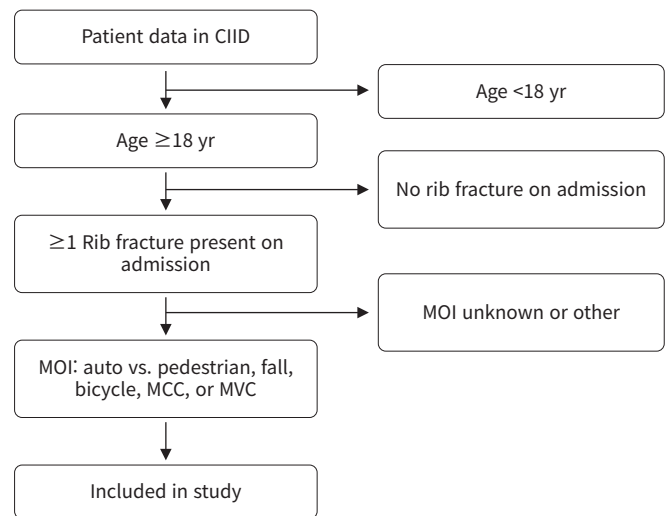 Patient data in CIID
Age <18 yr
Age ≥18 yr
No rib fracture on admission
≥1 Rib fracture present on
admission
MOI unknown or other
MOI: auto vs. pedestrian, fall,
bicycle, MCC, or MVC
Included in study